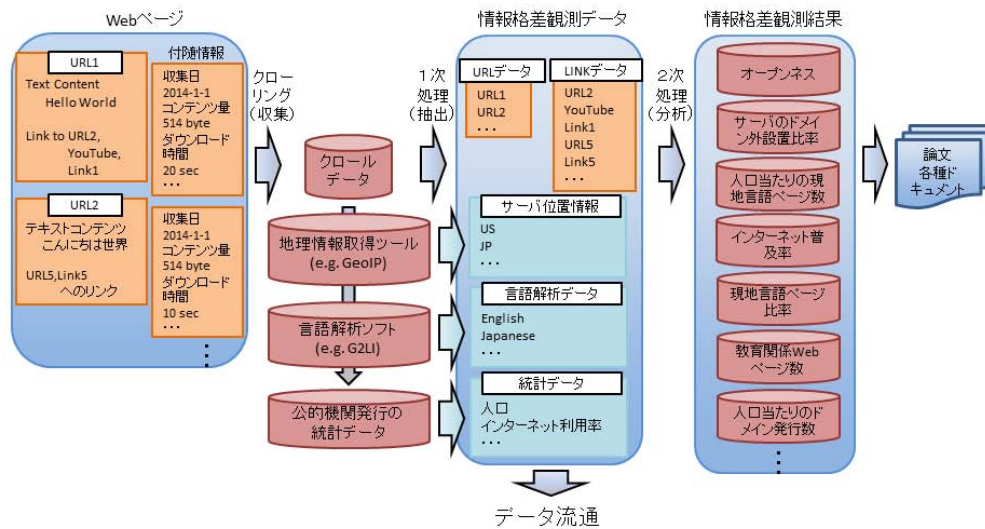 Webページ
URL1
Text Content
Hello World
Link to URL2,
YouTube,
Link1
付随情報
収集日
2014-1-1
コンテンツ量
514 byte
ダウンロード
時間
20 sec
・・・
URL2
テキストコンテンツ
こんにちは世界
URL5,Link5
へのリンク
収集日
2014-1-1
コンテンツ量
514 byte
ダウンロード
時間
10 sec
・・・
クロー
リング
(収集)
クロール
データ
地理情報取得ツール
(e.g. GeoIP)
言語解析ソフト
(e.g. G2LI)
公的機関発行の
統計データ
1次
処理
(抽出)
情報格差観測データ
URLデータ
URL1
URL2
・・・
LINKデータ
URL2
YouTube
Link1
URL5
Link5
・・・
サーバ位置情報
US
JP
・・・
言語解析データ
English
Japanese
・・・
統計データ
人口
インターネット利用率
・・・
データ流通
2次
処理
(分析)
情報格差観測結果
オープンネス
サーバのドメイ
ン外設置比率
人口当たりの現
地言語ページ数
インターネット普
及率
現地言語ページ
比率
教育関係Web
ページ数
人口当たりのド
メイン発行数
論文
各種ド
キュメント